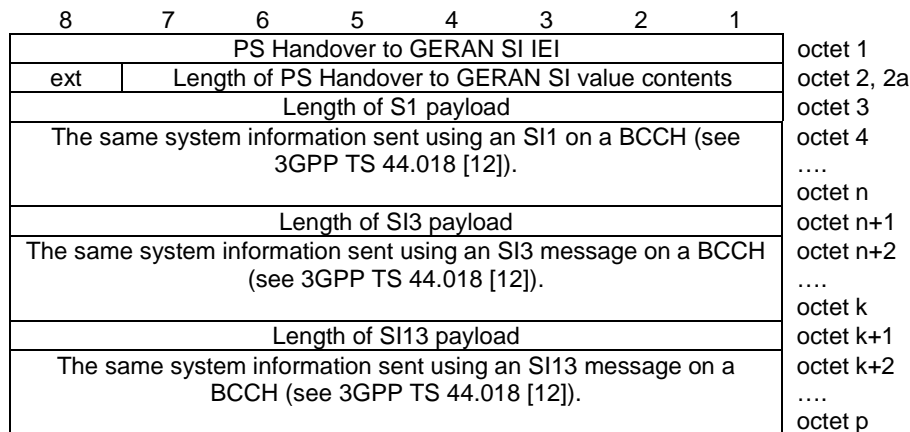 8 7 6 5 4 3 2 1
PS Handover to GERAN SI IEI octet 1
ext Length of PS Handover to GERAN SI value contents octet 2, 2a
Length of S1 payload octet 3
The same system information sent using an SI1 on a BCCH (see octet 4
3GPP TS 44.018 [12]). ….
octet n
Length of SI3 payload octet n+1
The same system information sent using an SI3 message on a BCCH octet n+2
(see 3GPP TS 44.018 [12]). ….
octet k
Length of SI13 payload octet k+1
The same system information sent using an SI13 message on a octet k+2
BCCH (see 3GPP TS 44.018 [12]). ….
octet p